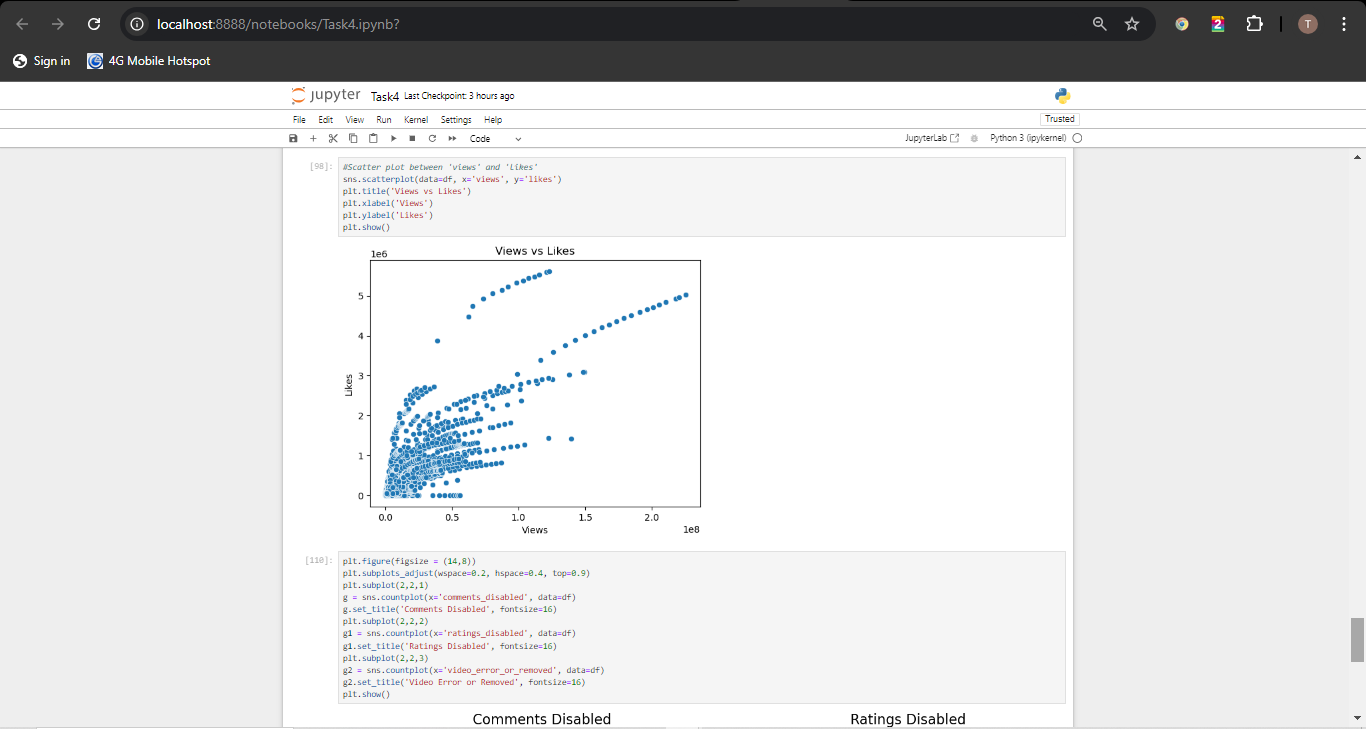 localhost:8888/notebooks/Task4.ipynb?
2
T
Sign in
4G Mobile Hotspot
jupyter Task4 Last Checkpoint: 3 hours ago
File Edit View Run Kernel Settings Help
Trusted
Code
JupyterLab
Python 3 (ipykernel)
[98]:
#Scatter plot between 'views' and 'likes'
sns.scatterplot(data=df, x='views', y='likes')
plt.title('Views vs Likes')
plt.xlabel('Views')
plt.ylabel('Likes')
plt.show()
1e6
Views vs Likes
5
4
3
2
1
0
Likes
0.0 0.5 1.0 1.5 2.0
Views
1e8
[110]:
plt.figure(figsize = (14,8))
plt.subplots_adjust(wspace=0.2, hspace=0.4, top=0.9)
plt.subplot(2,2,1)
g = sns.countplot(x='comments_disabled', data=df)
g.set_title('Comments Disabled', fontsize=16)
plt.subplot(2,2,2)
g1 = sns.countplot(x='ratings_disabled', data=df)
g1.set_title('Ratings Disabled', fontsize=16)
plt.subplot(2,2,3)
g2 = sns.countplot(x='video_error_or_removed', data=df)
g2.set_title('Video Error or Removed', fontsize=16)
plt.show()
Comments Disabled
Ratings Disabled